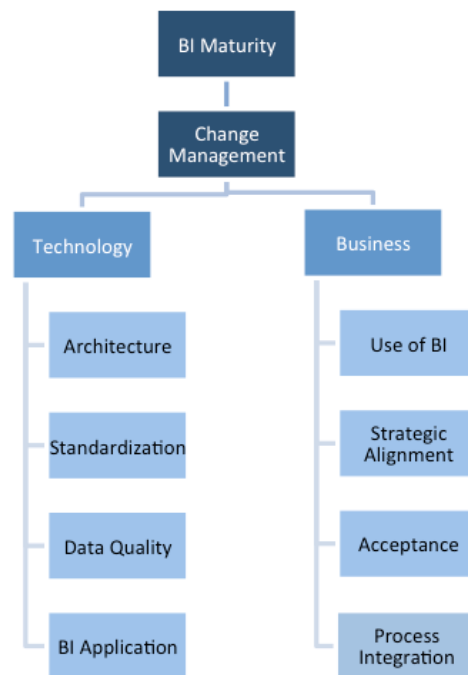 BI Maturity
Change
Management
Technology
Business
Architecture
Use of BI
Standardization
Strategic
Alignment
Data Quality
Acceptance
BI Application
Process
Integration